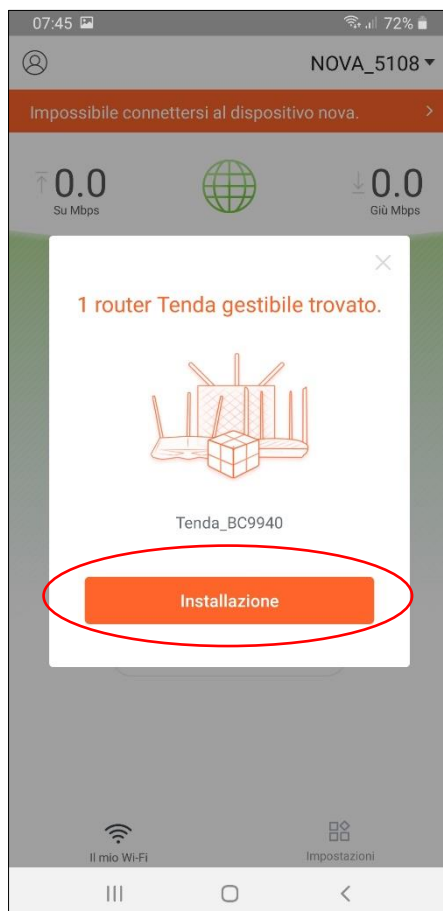 07:45 72%
NOVA_5108
Impossibile connettersi al dispositivo nova.
0.0 0.0
Su Mbps Giù Mbps
1 router Tenda gestibile trovato.
Tenda_BC9940
Installazione
Il mio Wi-Fi Impostazioni